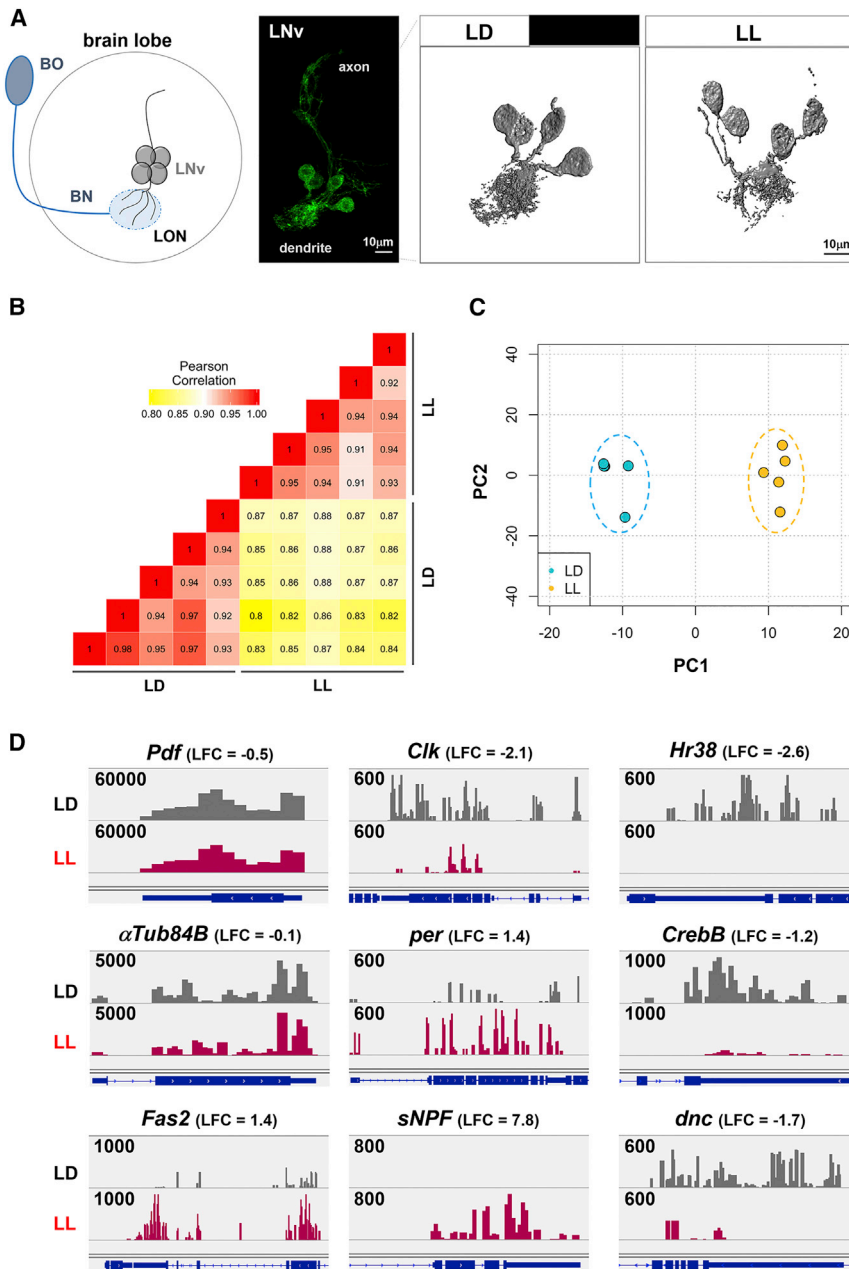 A
brain lobe
BO
BN
LNv
LON
LNv
axon
dendrite
10μm
LD
LL
10μm
B
Pearson
Correlation
0.80 0.85 0.90 0.95 1.00
1
1 0.92
1 0.94 0.94
1 0.95 0.91 0.94
1 0.95 0.94 0.91 0.93
1 0.87 0.87 0.88 0.87 0.87
1 0.94 0.85 0.86 0.88 0.87 0.86
1 0.94 0.93 0.85 0.86 0.88 0.87 0.87
1 0.94 0.97 0.92 0.8 0.82 0.86 0.83 0.82
1 0.98 0.95 0.97 0.93 0.83 0.85 0.87 0.84 0.84
LL
LD
LD LL
C
PC2
40
20
0
-20
-40
LD
LL
-20 -10 0 10 20
PC1
D
Pdf (LFC = -0.5)
LD 60000
LL 60000
Clk (LFC = -2.1)
600
600
Hr38 (LFC = -2.6)
600
600
αTub84B (LFC = -0.1)
LD 5000
LL 5000
per (LFC = 1.4)
600
600
CrebB (LFC = -1.2)
1000
1000
Fas2 (LFC = 1.4)
LD 1000
LL 1000
sNPF (LFC = 7.8)
800
800
dnc (LFC = -1.7)
600
600